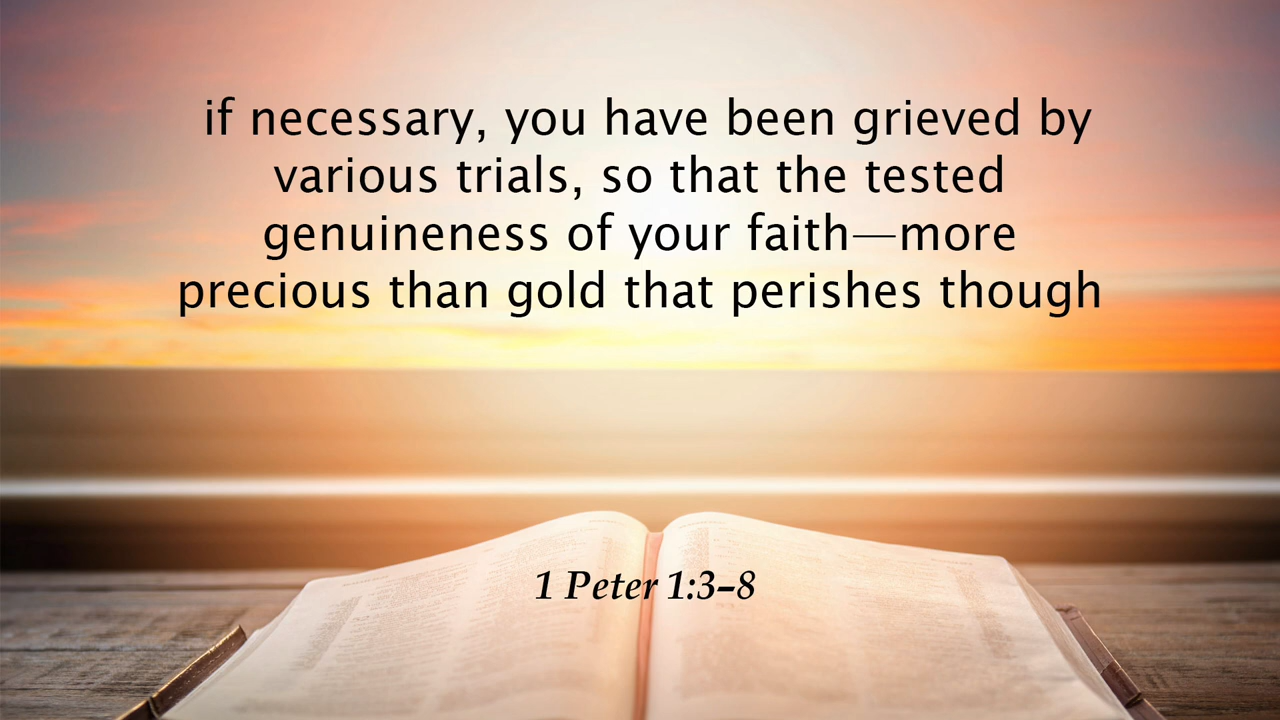 if necessary, you have been grieved by
various trials, so that the tested
genuineness of your faith—more
precious than gold that perishes though
1 Peter 1:3–8